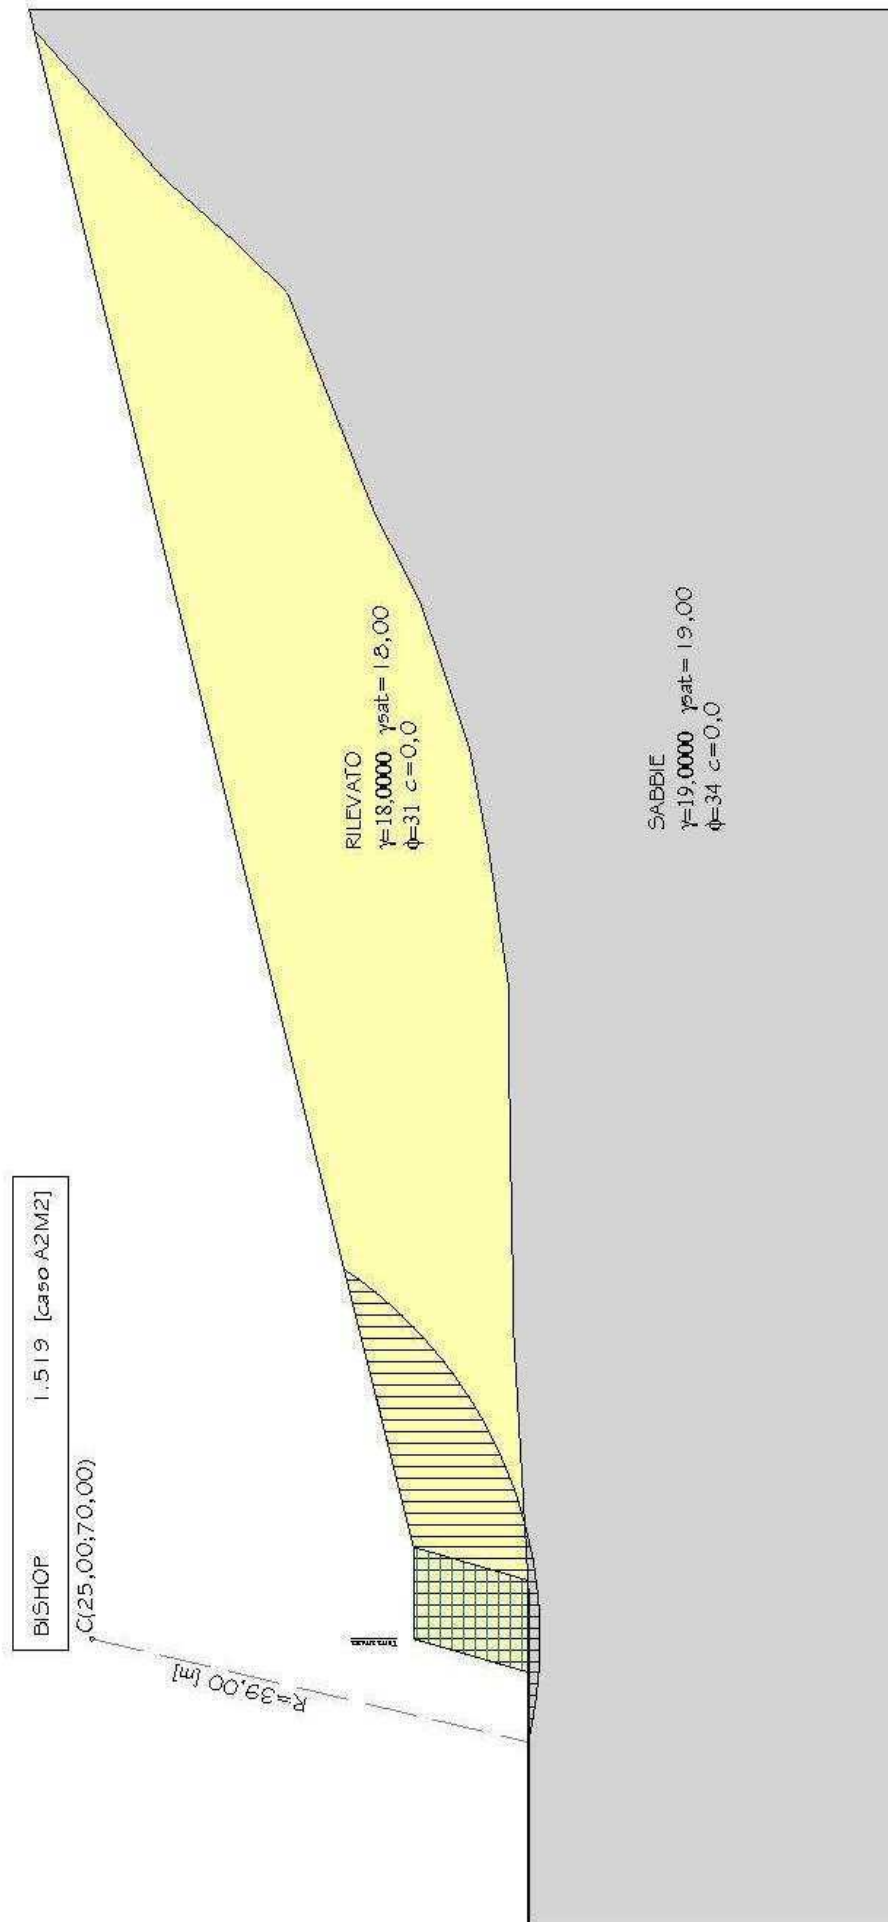 BISHOP 1.519 [caso A2M2]
C(25,00;70,00)
R=39,00 [m]
RILEVATO
γ=18,0000 γsat=18,00
φ=31 c=0,0
SABBIE
γ=19,0000 γsat=19,00
φ=34 c=0,0